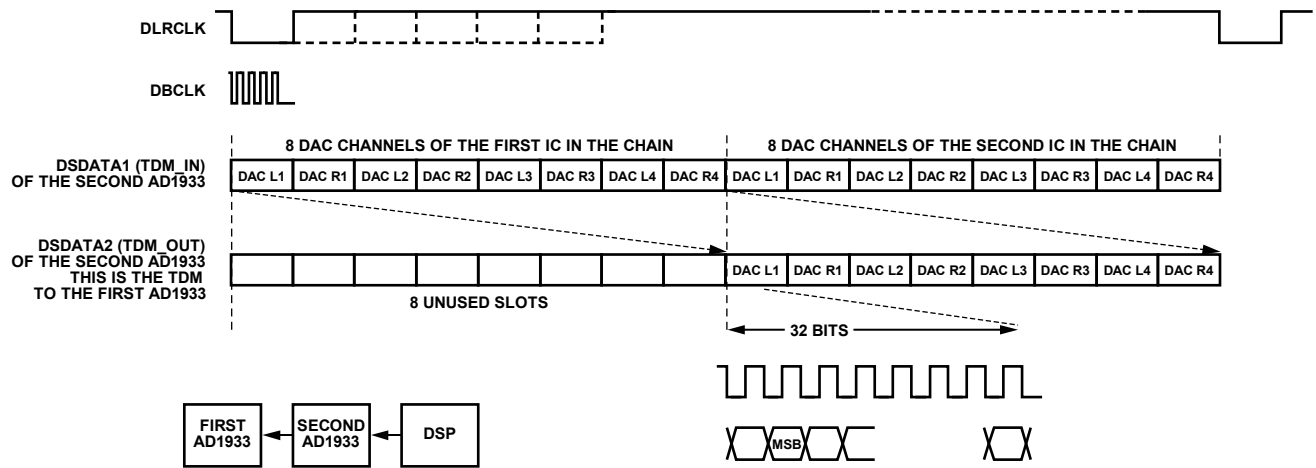 DLRCLK
DBCLK
8 DAC CHANNELS OF THE FIRST IC IN THE CHAIN
8 DAC CHANNELS OF THE SECOND IC IN THE CHAIN
DSDATA1 (TDM_IN)
OF THE SECOND AD1933
DAC L1 DAC R1 DAC L2 DAC R2 DAC L3 DAC R3 DAC L4 DAC R4 DAC L1 DAC R1 DAC L2 DAC R2 DAC L3 DAC R3 DAC L4 DAC R4
DSDATA2 (TDM_OUT)
OF THE SECOND AD1933
THIS IS THE TDM
TO THE FIRST AD1933
DAC L1 DAC R1 DAC L2 DAC R2 DAC L3 DAC R3 DAC L4 DAC R4
8 UNUSED SLOTS
32 BITS
FIRST
AD1933
SECOND
AD1933
DSP
MSB